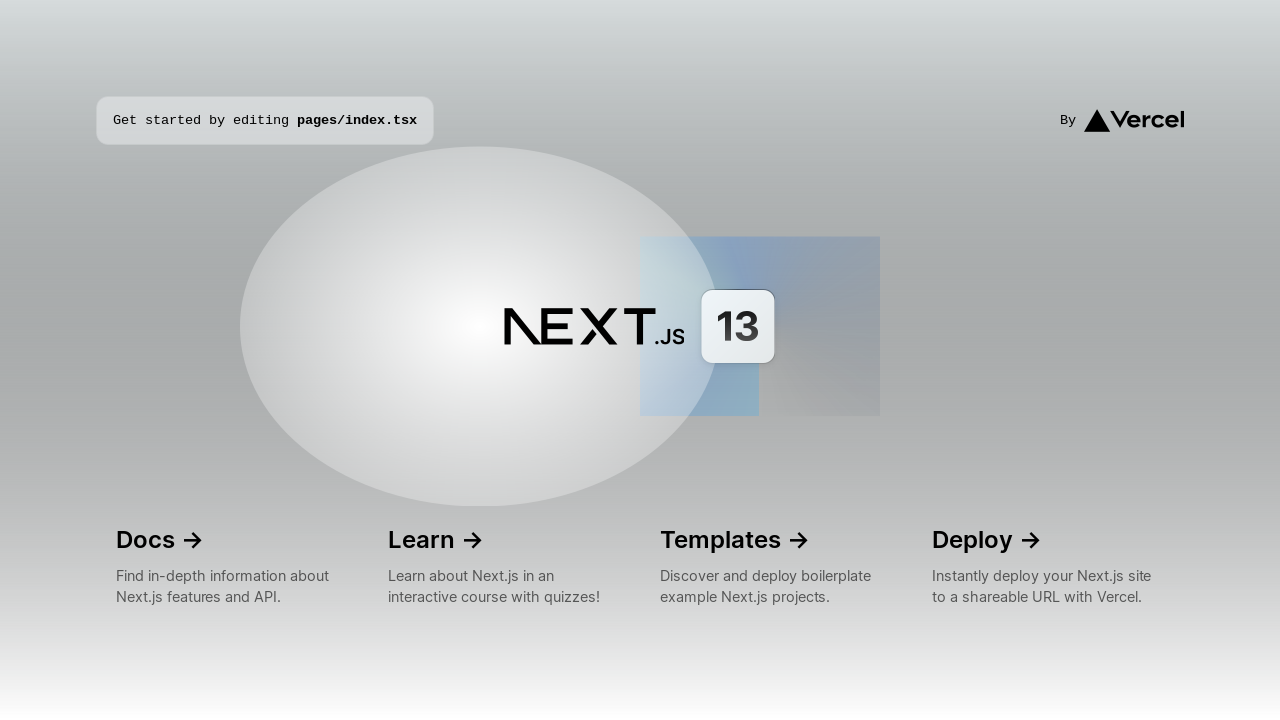 Get started by editing pages/index.tsx
By Vercel
NEXT.JS 13
Docs →
Find in-depth information about
Next.js features and API.
Learn →
Learn about Next.js in an
interactive course with quizzes!
Templates →
Discover and deploy boilerplate
example Next.js projects.
Deploy →
Instantly deploy your Next.js site
to a shareable URL with Vercel.